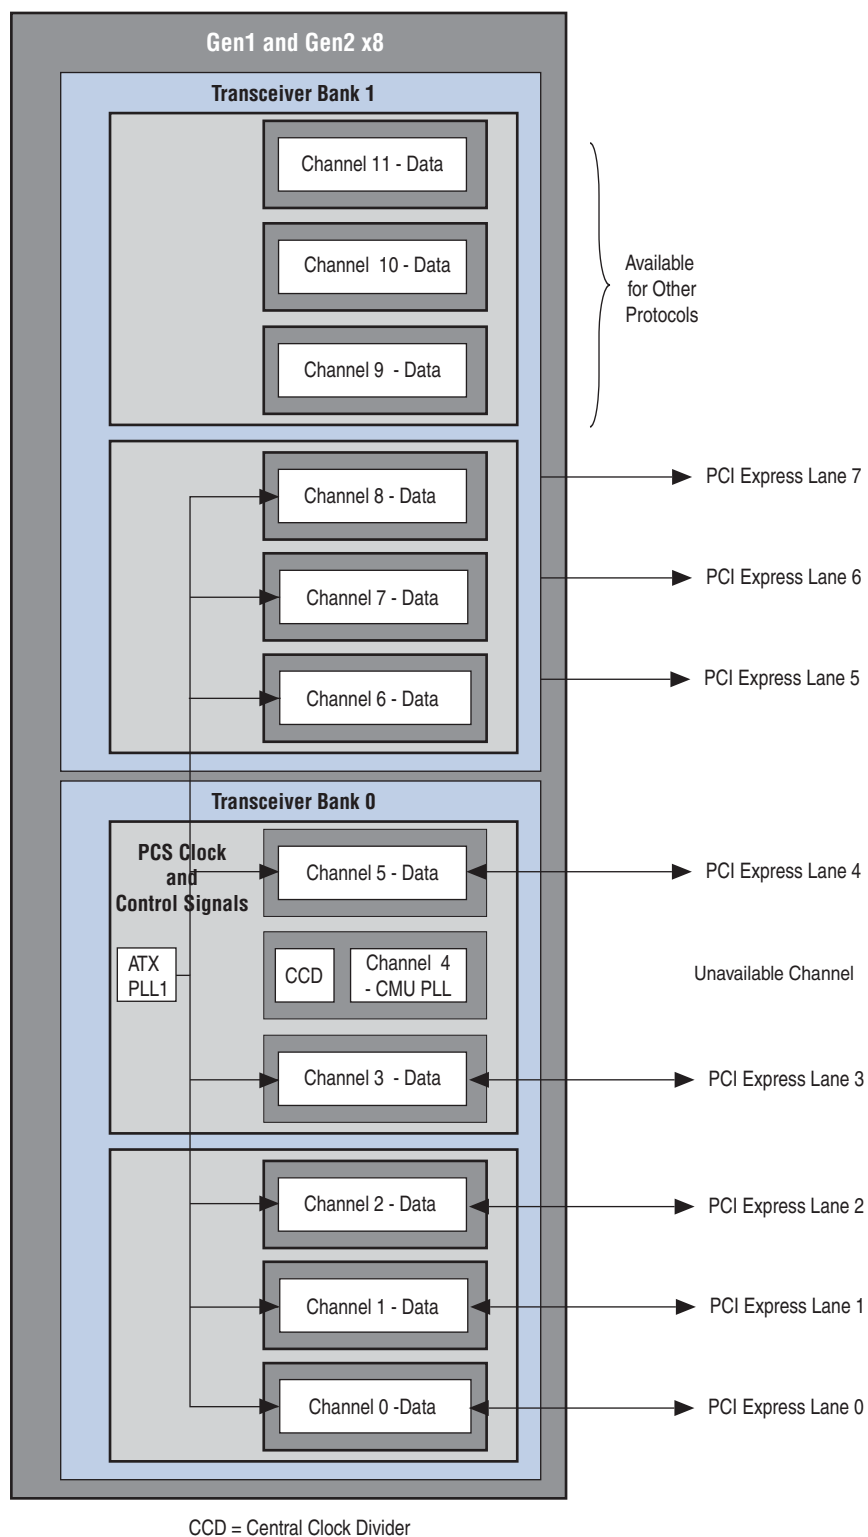 Gen1 and Gen2 x8
Transceiver Bank 1
Channel 11 - Data
Channel 10 - Data
Channel 9 - Data
Available
for Other
Protocols
Channel 8 - Data
PCI Express Lane 7
Channel 7 - Data
PCI Express Lane 6
Channel 6 - Data
PCI Express Lane 5
Transceiver Bank 0
PCS Clock
and
Control Signals
Channel 5 - Data
PCI Express Lane 4
ATX
PLL1
CCD
Channel 4
- CMU PLL
Unavailable Channel
Channel 3 - Data
PCI Express Lane 3
Channel 2 - Data
PCI Express Lane 2
Channel 1 - Data
PCI Express Lane 1
Channel 0 -Data
PCI Express Lane 0
CCD = Central Clock Divider